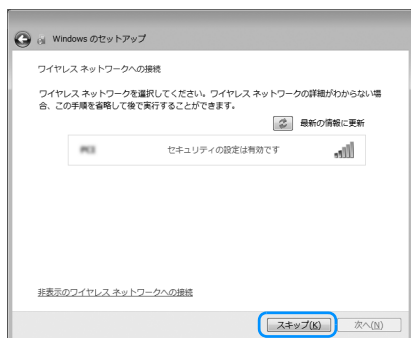 Windows のセットアップ
ワイヤレス ネットワークへの接続
ワイヤレス ネットワークを選択してください。ワイヤレス ネットワークの詳細がわからない場
合、この手順を省略して後で実行することができます。
最新の情報に更新
セキュリティの設定は有効です
非表示のワイヤレス ネットワークへの接続
スキップ(K) 次へ(N)